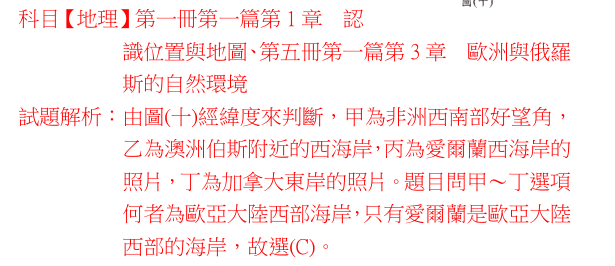 圖(十)
科目【地理】第一冊第一篇第1章　認
識位置與地圖、第五冊第一篇第3章　歐洲與俄羅
斯的自然環境
試題解析：由圖(十)經緯度來判斷，甲為非洲西南部好望角，
乙為澳洲伯斯附近的西海岸，丙為愛爾蘭西海岸的
照片，丁為加拿大東岸的照片。題目問甲～丁選項
何者為歐亞大陸西部海岸，只有愛爾蘭是歐亞大陸
西部的海岸，故選(C)。